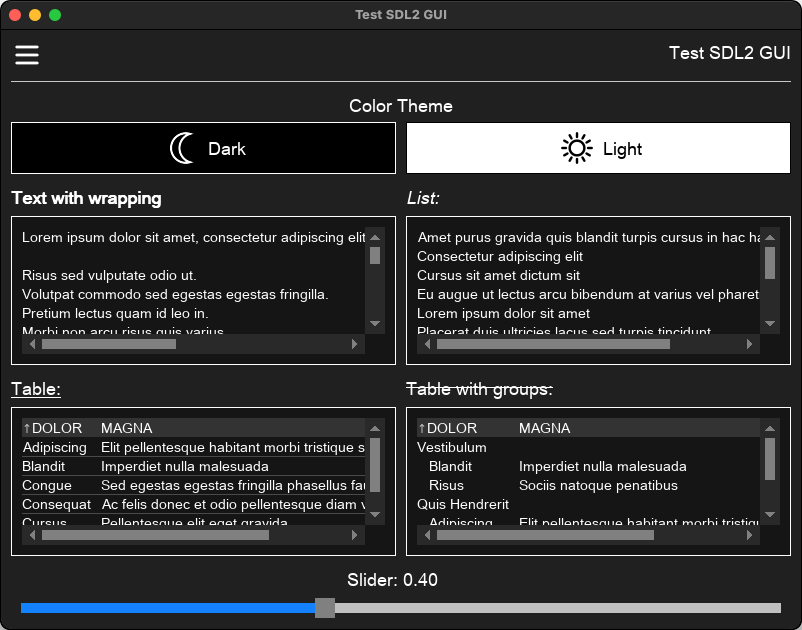 Test SDL2 GUI
Test SDL2 GUI
Color Theme
Dark
Light
Text with wrapping
List:
Lorem ipsum dolor sit amet, consectetur adipiscing elit
Risus sed vulputate odio ut.
Volutpat commodo sed egestas egestas fringilla.
Pretium lectus quam id leo in.
Morbi non arcu risus quis varius
Amet purus gravida quis blandit turpis cursus in hac ha
Consectetur adipiscing elit
Cursus sit amet dictum sit
Eu augue ut lectus arcu bibendum at varius vel pharet
Lorem ipsum dolor sit amet
Placerat duis ultricies lacus sed turpis tincidunt
Table:
Table with groups:
↑DOLOR MAGNA
Adipiscing Elit pellentesque habitant morbi tristique s
Blandit Imperdiet nulla malesuada
Congue Sed egestas egestas fringilla phasellus fau
Consequat Ac felis donec et odio pellentesque diam v
Cursus Pellentesque elit eget gravida
↑DOLOR MAGNA
Vestibulum
Blandit Imperdiet nulla malesuada
Risus Sociis natoque penatibus
Quis Hendrerit
Adipiscing Elit pellentesque habitant morbi tristiqu
Slider: 0.40